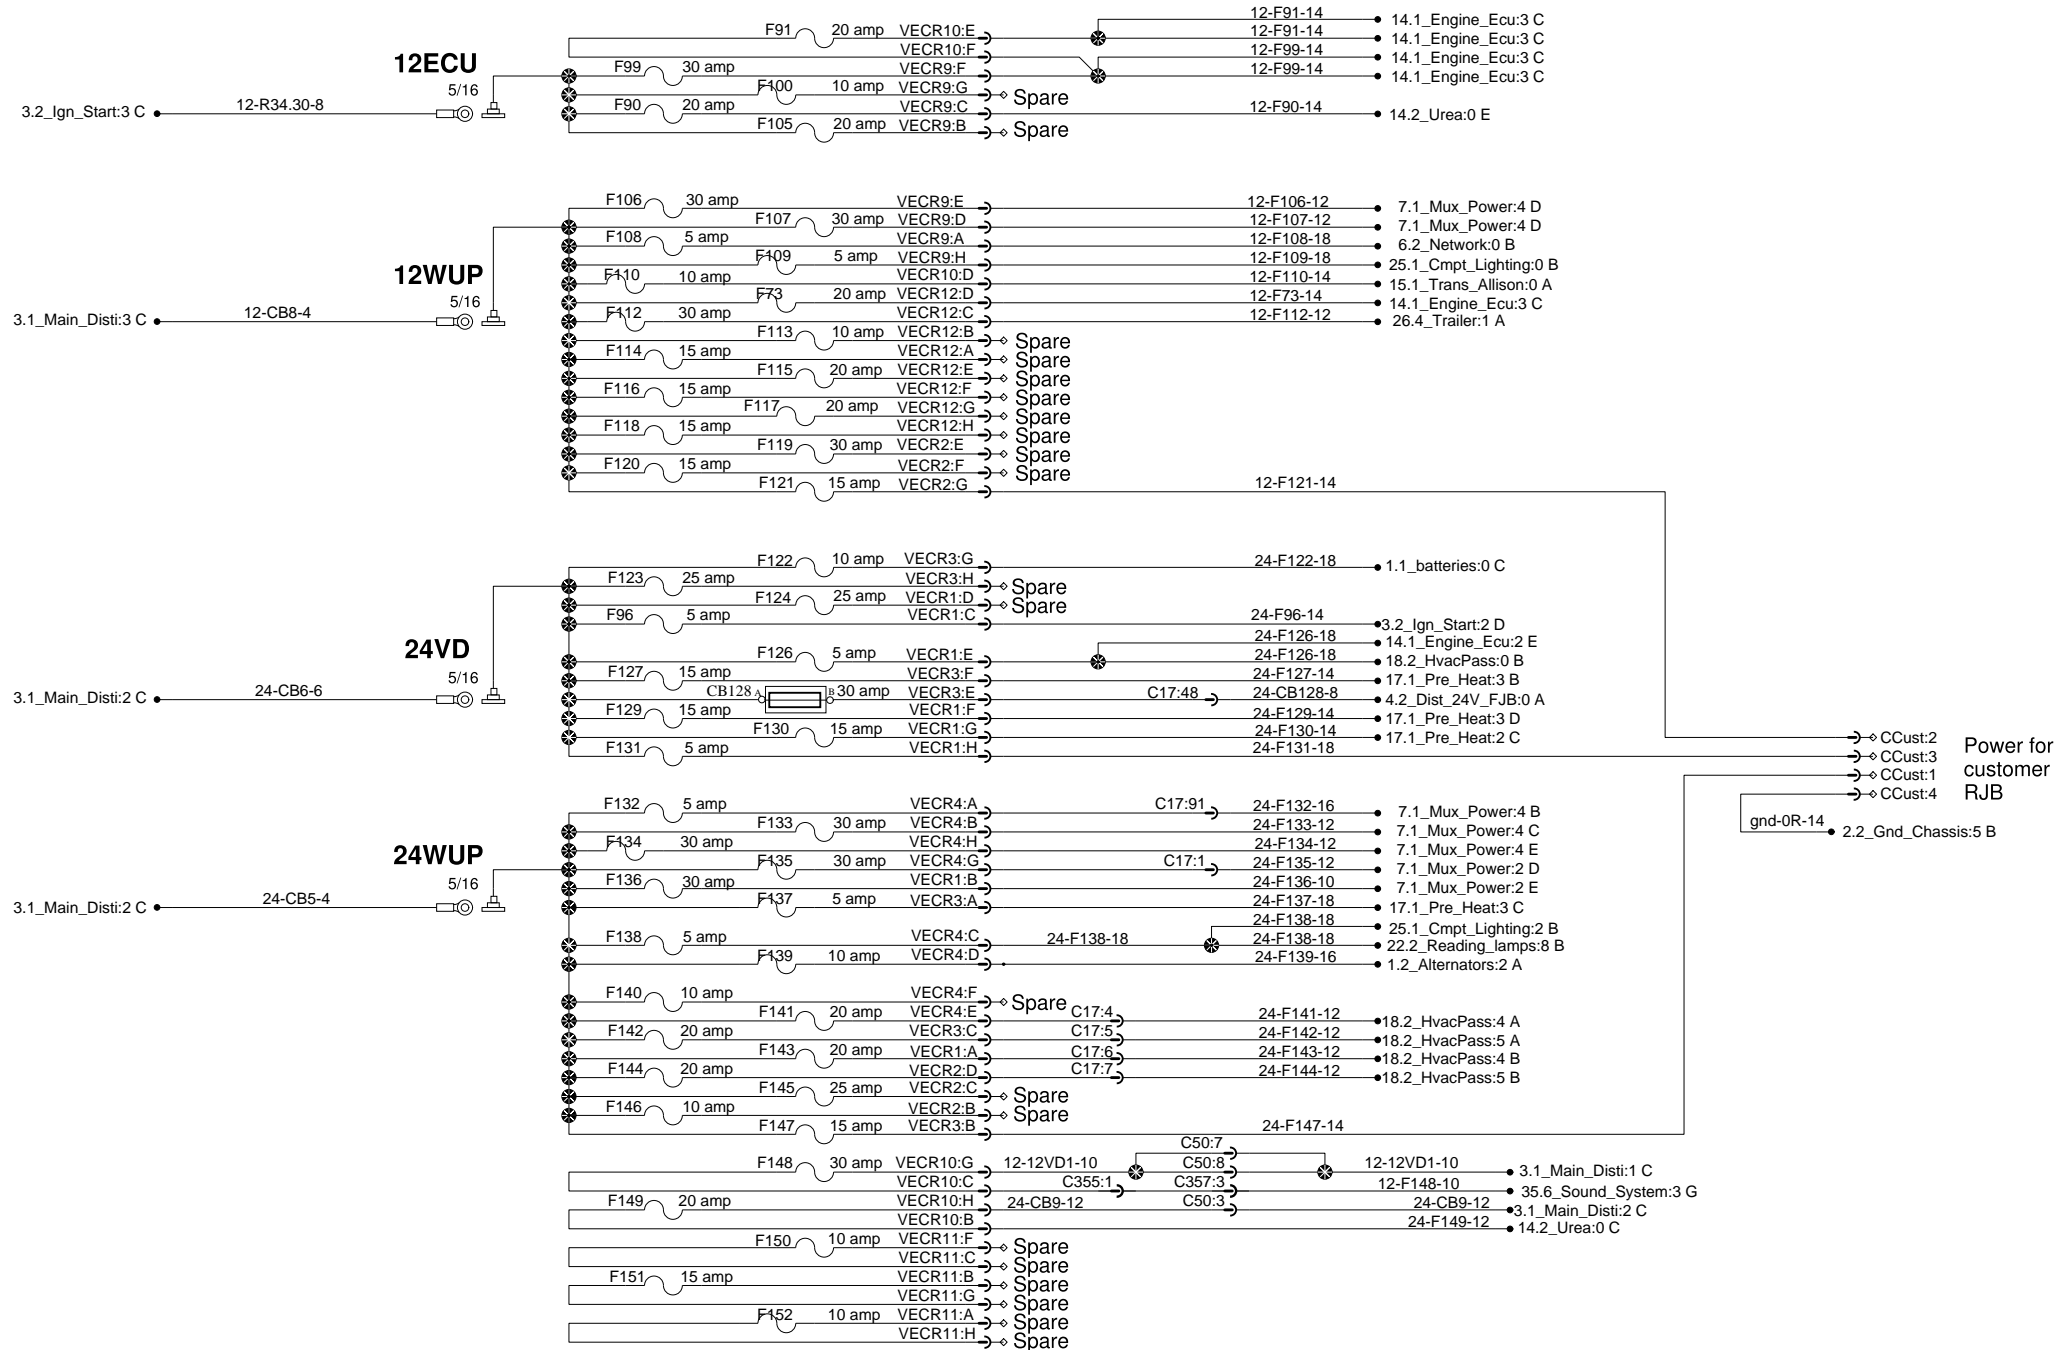 F91 20 amp VECR10:E 12-F91-14 14.1_Engine_Ecu:3 C
12-F91-14 14.1_Engine_Ecu:3 C
VECR10:F 12-F99-14 14.1_Engine_Ecu:3 C
12ECU F99 30 amp VECR9:F 12-F99-14 14.1_Engine_Ecu:3 C
5/16 F100 10 amp VECR9:G Spare
3.2_Ign_Start:3 C 12-R34.30-8 F90 20 amp VECR9:C 12-F90-14 14.2_Urea:0 E
F105 20 amp VECR9:B Spare
F106 30 amp VECR9:E 12-F106-12 7.1_Mux_Power:4 D
F107 30 amp VECR9:D 12-F107-12 7.1_Mux_Power:4 D
F108 5 amp VECR9:A 12-F108-18 6.2_Network:0 B
F109 5 amp VECR9:H 12-F109-18 25.1_Cmpt_Lighting:0 B
12WUP F110 10 amp VECR10:D 12-F110-14 15.1_Trans_Allison:0 A
5/16 F73 20 amp VECR12:D 12-F73-14 14.1_Engine_Ecu:3 C
3.1_Main_Disti:3 C 12-CB8-4 F112 30 amp VECR12:C 12-F112-12 26.4_Trailer:1 A
F113 10 amp VECR12:B Spare
F114 15 amp VECR12:A Spare
F115 20 amp VECR12:E Spare
F116 15 amp VECR12:F Spare
F117 20 amp VECR12:G Spare
F118 15 amp VECR12:H Spare
F119 30 amp VECR2:E Spare
F120 15 amp VECR2:F Spare
F121 15 amp VECR2:G 12-F121-14
F122 10 amp VECR3:G 24-F122-18 1.1_batteries:0 C
F123 25 amp VECR3:H Spare
F124 25 amp VECR1:D Spare
F96 5 amp VECR1:C 24-F96-14 3.2_Ign_Start:2 D
24-F126-18 14.1_Engine_Ecu:2 E
24VD F126 5 amp VECR1:E 24-F126-18 18.2_HvacPass:0 B
5/16 F127 15 amp VECR3:F 24-F127-14 17.1_Pre_Heat:3 B
3.1_Main_Disti:2 C 24-CB6-6 CB128 A B 30 amp VECR3:E C17:48 24-CB128-8 4.2_Dist_24V_FJB:0 A
F129 15 amp VECR1:F 24-F129-14 17.1_Pre_Heat:3 D
F130 15 amp VECR1:G 24-F130-14 17.1_Pre_Heat:2 C
F131 5 amp VECR1:H 24-F131-18
CCust:2
CCust:3
CCust:1
CCust:4
Power for
customer
RJB
gnd-0R-14 2.2_Gnd_Chassis:5 B
F132 5 amp VECR4:A C17:91 24-F132-16 7.1_Mux_Power:4 B
F133 30 amp VECR4:B 24-F133-12 7.1_Mux_Power:4 C
24WUP F134 30 amp VECR4:H 24-F134-12 7.1_Mux_Power:4 E
F135 30 amp VECR4:G C17:1 24-F135-12 7.1_Mux_Power:2 D
5/16 F136 30 amp VECR1:B 24-F136-10 7.1_Mux_Power:2 E
3.1_Main_Disti:2 C 24-CB5-4 F137 5 amp VECR3:A 24-F137-18 17.1_Pre_Heat:3 C
24-F138-18 25.1_Cmpt_Lighting:2 B
F138 5 amp VECR4:C 24-F138-18 24-F138-18 22.2_Reading_lamps:8 B
F139 10 amp VECR4:D 24-F139-16 1.2_Alternators:2 A
F140 10 amp VECR4:F Spare
F141 20 amp VECR4:E C17:4 24-F141-12 18.2_HvacPass:4 A
F142 20 amp VECR3:C C17:5 24-F142-12 18.2_HvacPass:5 A
F143 20 amp VECR1:A C17:6 24-F143-12 18.2_HvacPass:4 B
F144 20 amp VECR2:D C17:7 24-F144-12 18.2_HvacPass:5 B
F145 25 amp VECR2:C Spare
F146 10 amp VECR2:B Spare
F147 15 amp VECR3:B 24-F147-14
C50:7
F148 30 amp VECR10:G 12-12VD1-10 C50:8 12-12VD1-10 3.1_Main_Disti:1 C
VECR10:C C355:1 C357:3 12-F148-10 35.6_Sound_System:3 G
F149 20 amp VECR10:H 24-CB9-12 C50:3 24-CB9-12 3.1_Main_Disti:2 C
VECR10:B 24-F149-12 14.2_Urea:0 C
F150 10 amp VECR11:F Spare
VECR11:C Spare
F151 15 amp VECR11:B Spare
VECR11:G Spare
F152 10 amp VECR11:A Spare
VECR11:H Spare